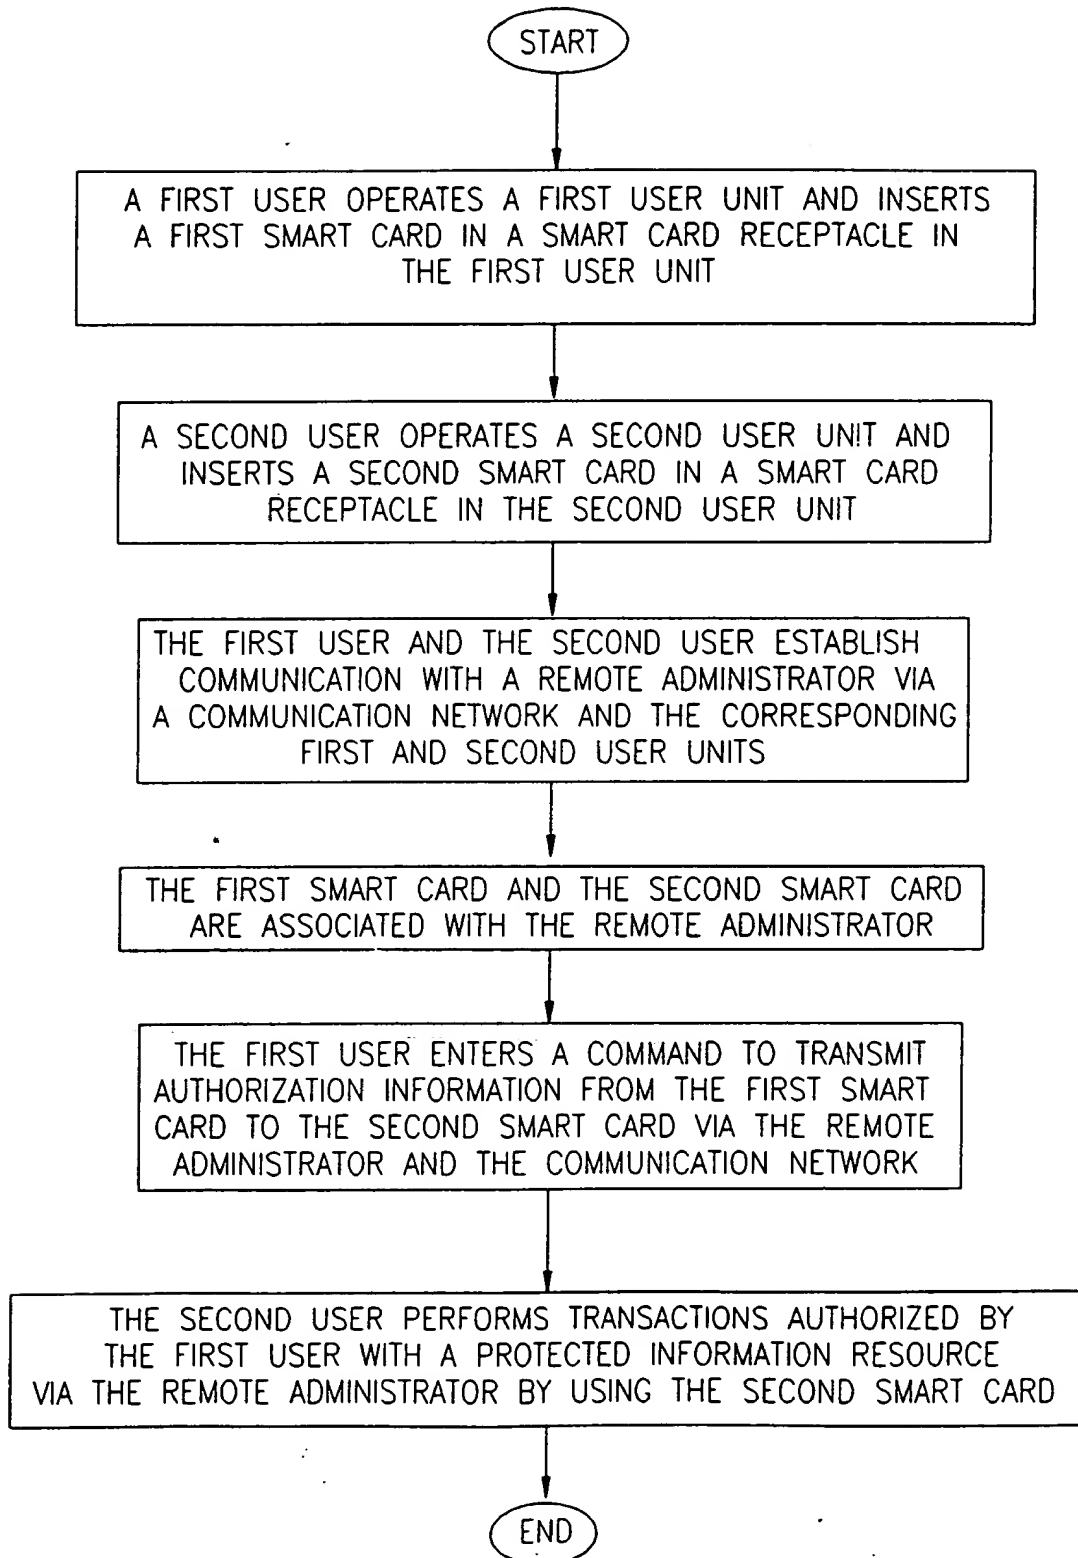 START
A FIRST USER OPERATES A FIRST USER UNIT AND INSERTS
A FIRST SMART CARD IN A SMART CARD RECEPTACLE IN
THE FIRST USER UNIT
A SECOND USER OPERATES A SECOND USER UNIT AND
INSERTS A SECOND SMART CARD IN A SMART CARD
RECEPTACLE IN THE SECOND USER UNIT
THE FIRST USER AND THE SECOND USER ESTABLISH
COMMUNICATION WITH A REMOTE ADMINISTRATOR VIA
A COMMUNICATION NETWORK AND THE CORRESPONDING
FIRST AND SECOND USER UNITS
THE FIRST SMART CARD AND THE SECOND SMART CARD
ARE ASSOCIATED WITH THE REMOTE ADMINISTRATOR
THE FIRST USER ENTERS A COMMAND TO TRANSMIT
AUTHORIZATION INFORMATION FROM THE FIRST SMART
CARD TO THE SECOND SMART CARD VIA THE REMOTE
ADMINISTRATOR AND THE COMMUNICATION NETWORK
THE SECOND USER PERFORMS TRANSACTIONS AUTHORIZED BY
THE FIRST USER WITH A PROTECTED INFORMATION RESOURCE
VIA THE REMOTE ADMINISTRATOR BY USING THE SECOND SMART CARD
END